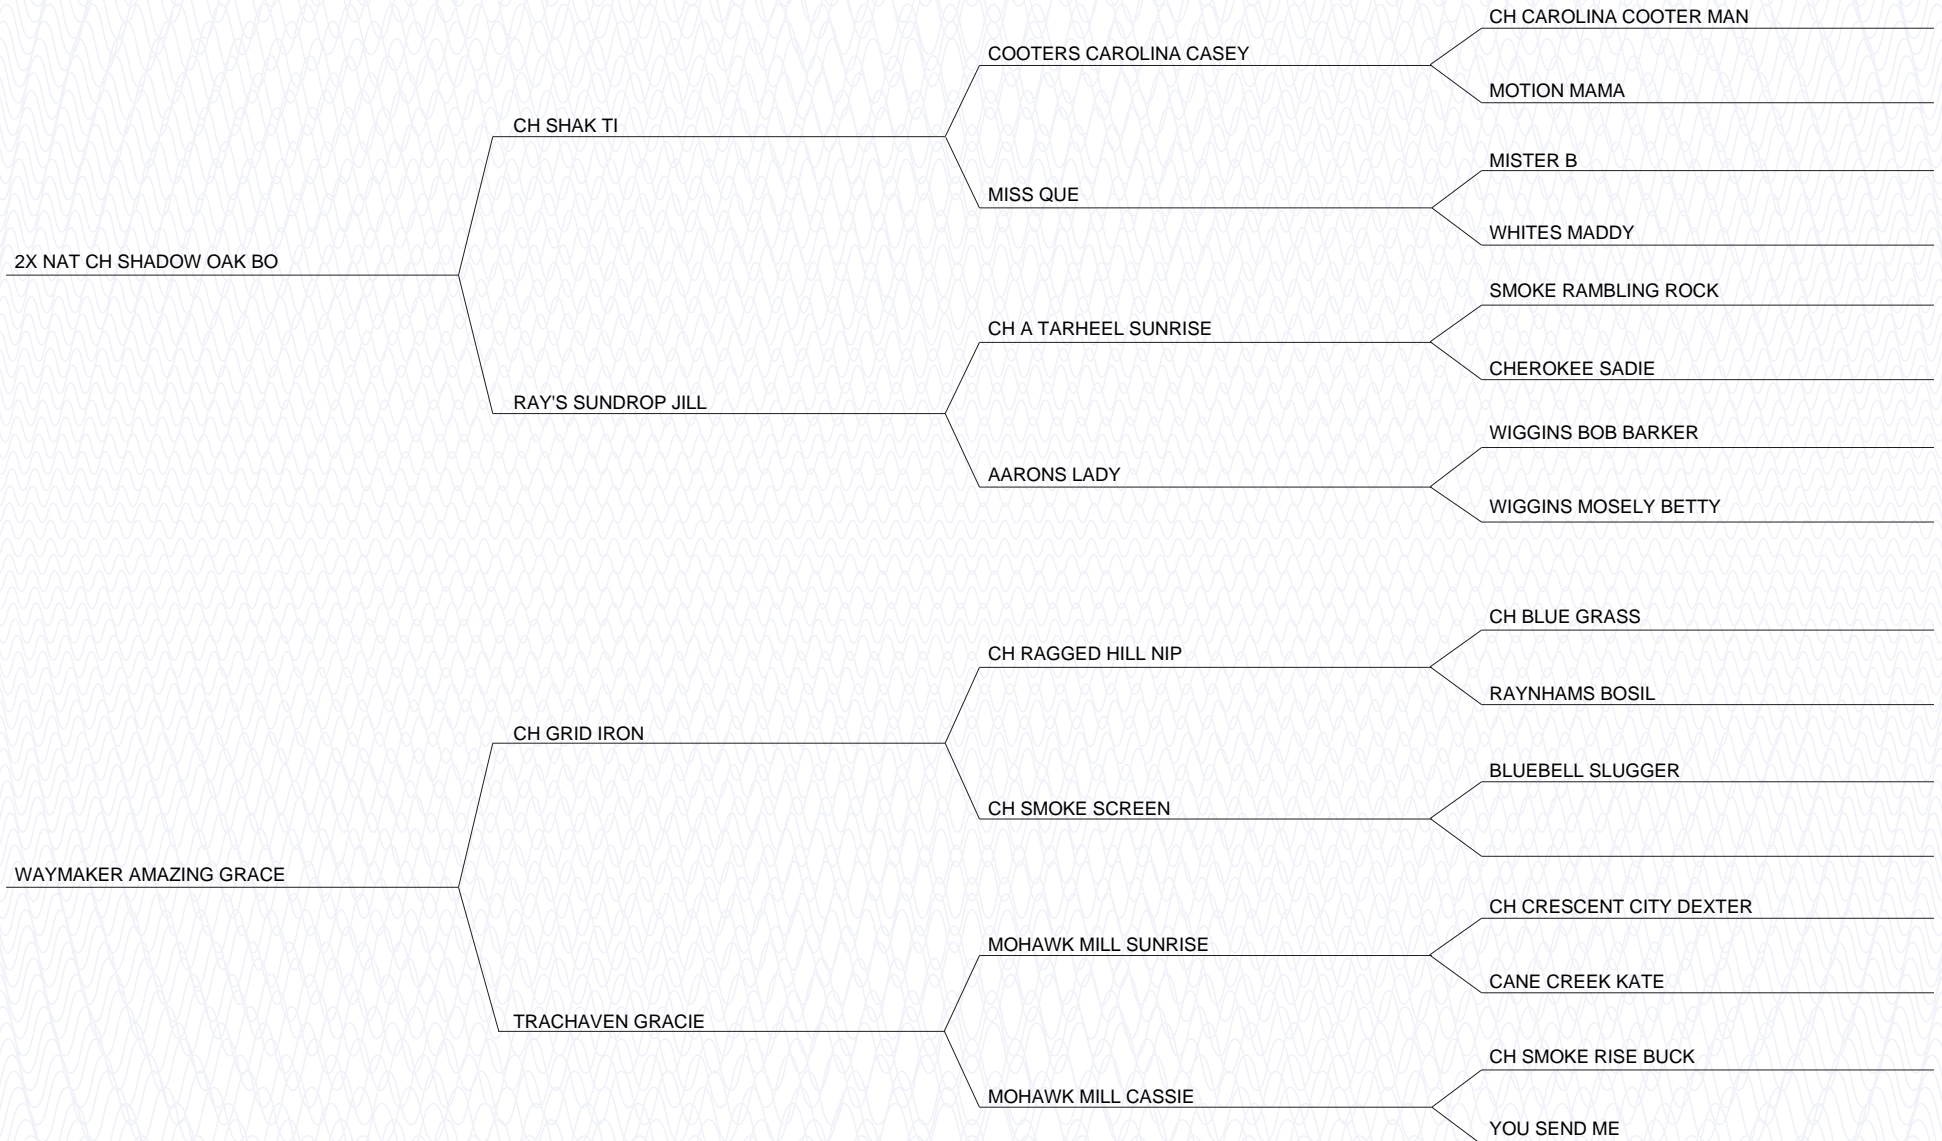 CH CAROLINA COOTER MAN
COOTERS CAROLINA CASEY
MOTION MAMA
CH SHAK TI
MISTER B
MISS QUE
WHITES MADDY
2X NAT CH SHADOW OAK BO
SMOKE RAMBLING ROCK
CH A TARHEEL SUNRISE
CHEROKEE SADIE
RAY'S SUNDROP JILL
WIGGINS BOB BARKER
AARONS LADY
WIGGINS MOSELY BETTY
CH BLUE GRASS
CH RAGGED HILL NIP
RAYNHAMS BOSIL
CH GRID IRON
BLUEBELL SLUGGER
CH SMOKE SCREEN
WAYMAKER AMAZING GRACE
CH CRESCENT CITY DEXTER
MOHAWK MILL SUNRISE
CANE CREEK KATE
TRACHAVEN GRACIE
CH SMOKE RISE BUCK
MOHAWK MILL CASSIE
YOU SEND ME